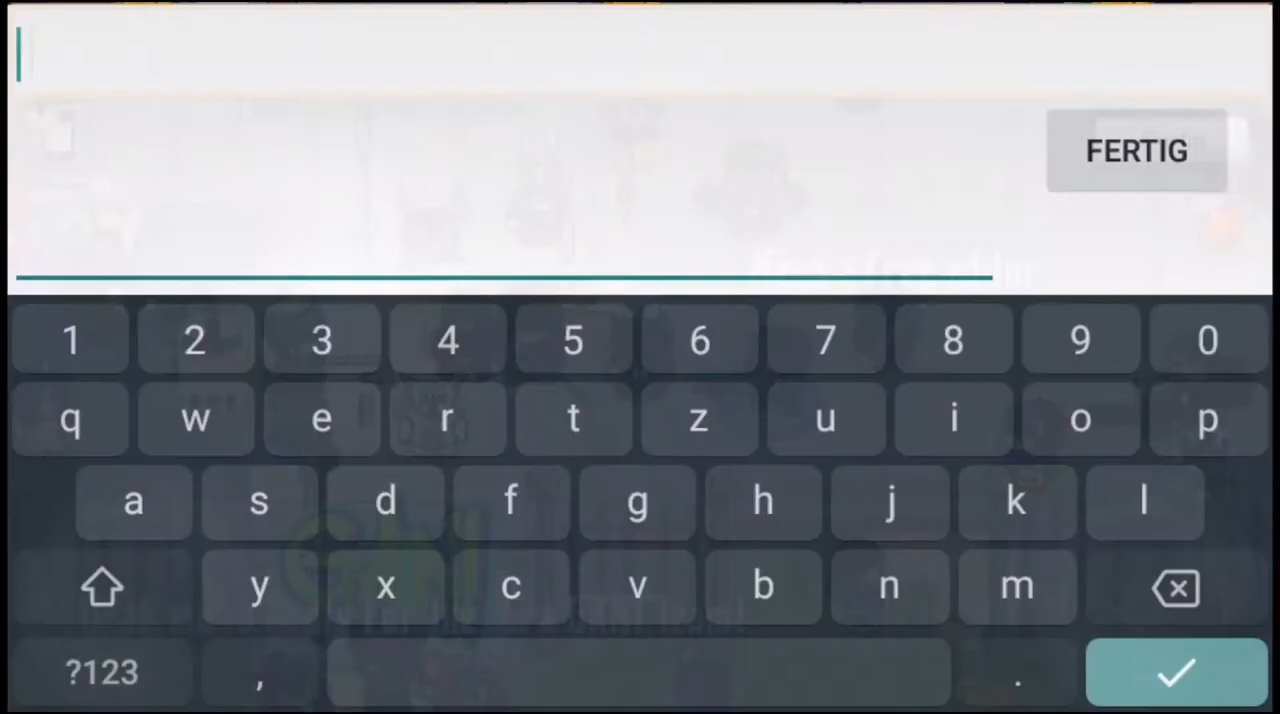 FERTIG
1 2 3 4 5 6 7 8 9 0
q w e r t z u i o p
a s d f g h j k l
y x c v b n m
?123 , .